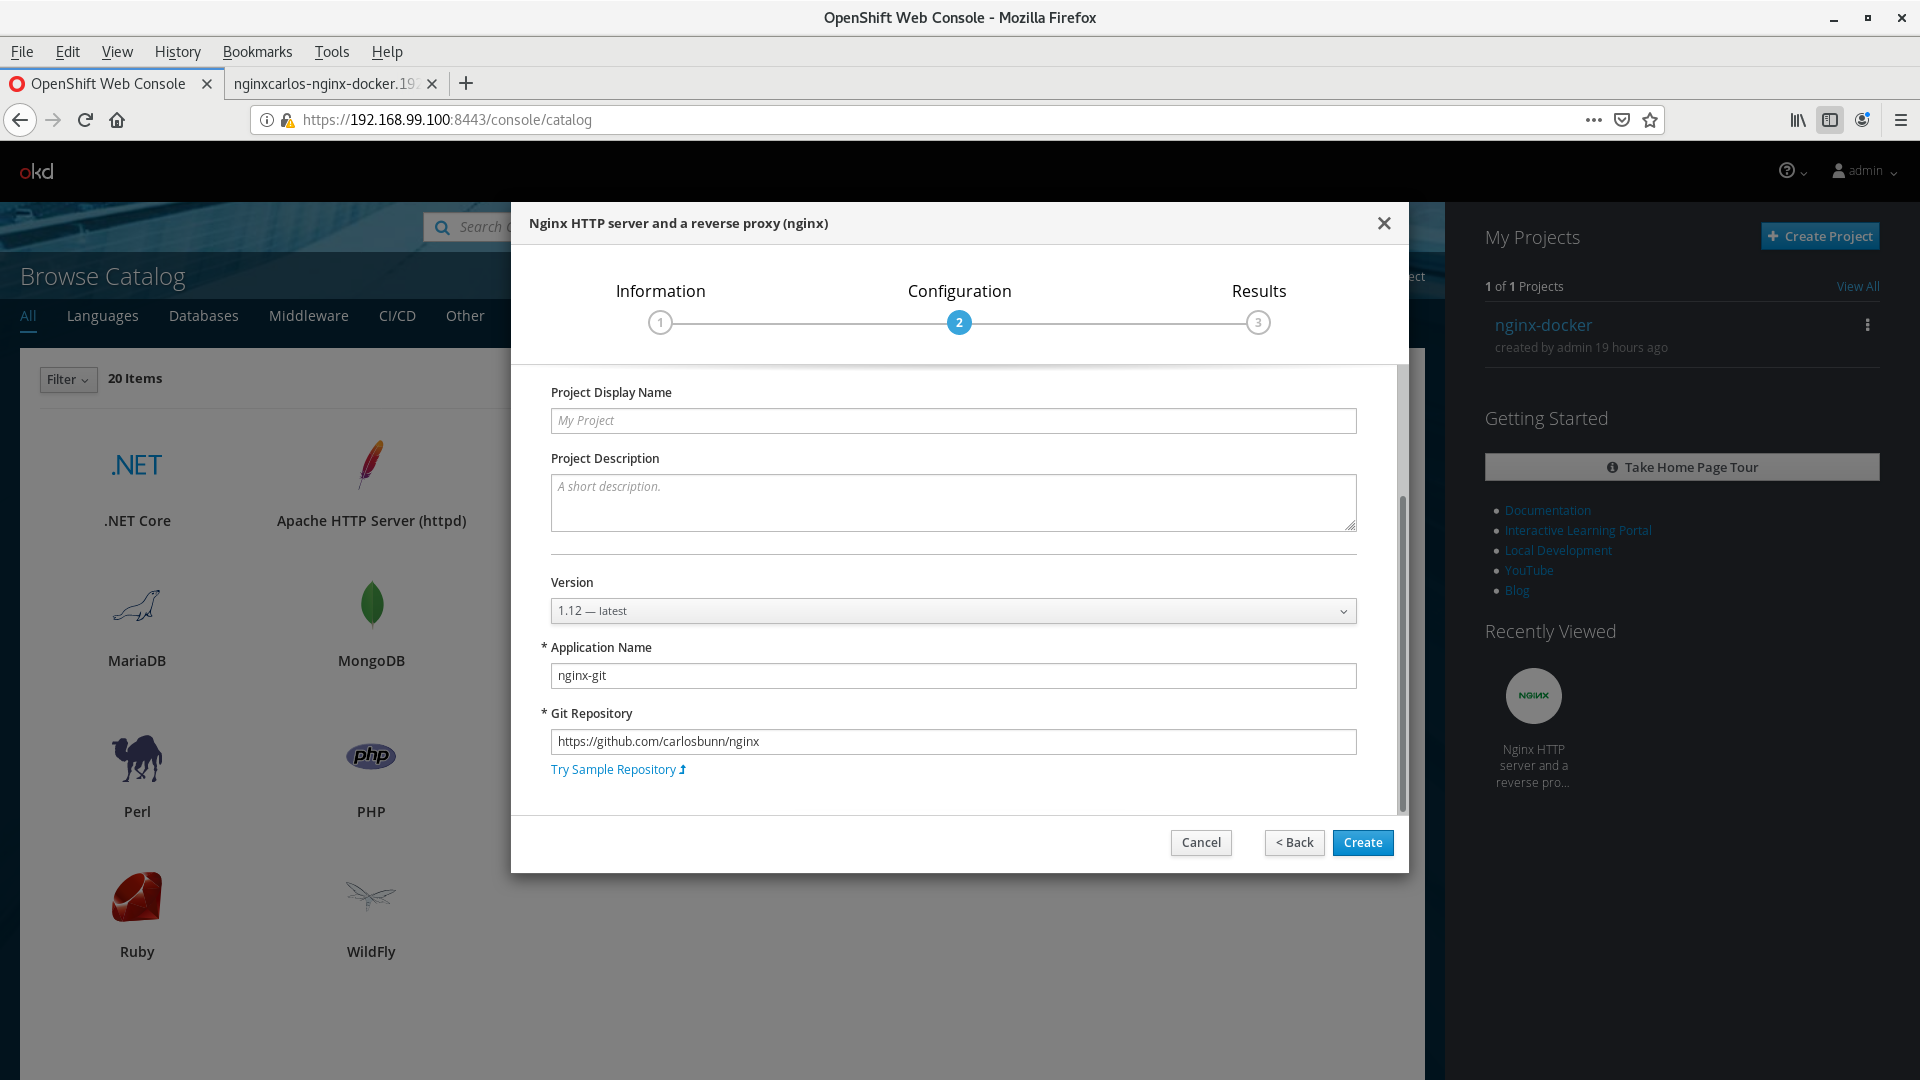 OpenShift Web Console - Mozilla Firefox
File Edit View History Bookmarks Tools Help
OpenShift Web Console
nginxcarlos-nginx-docker.192
https://192.168.99.100:8443/console/catalog
okd
admin
Search
Browse Catalog
All Languages Databases Middleware CI/CD Other
Filter
20 Items
.NET
.NET Core
Apache HTTP Server (httpd)
MariaDB
MongoDB
Perl
php
PHP
Ruby
WildFly
Nginx HTTP server and a reverse proxy (nginx)
Information Configuration Results
1 2 3
Project Display Name
My Project
Project Description
A short description.
Version
1.12 — latest
* Application Name
nginx-git
* Git Repository
https://github.com/carlosbunn/nginx
Try Sample Repository
Cancel < Back Create
ect
My Projects
Create Project
1 of 1 Projects
View All
nginx-docker
created by admin 19 hours ago
Getting Started
Take Home Page Tour
Documentation
Interactive Learning Portal
Local Development
YouTube
Blog
Recently Viewed
NGINX
Nginx HTTP
server and a
reverse pro...